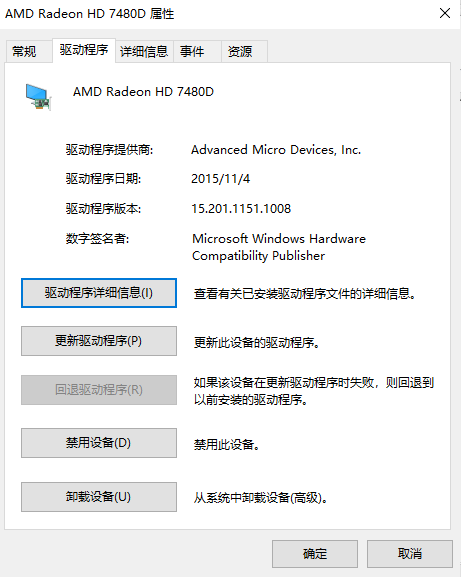 AMD Radeon HD 7480D 属性
常规 驱动程序 详细信息 事件 资源
AMD Radeon HD 7480D
驱动程序提供商: Advanced Micro Devices, Inc.
驱动程序日期: 2015/11/4
驱动程序版本: 15.201.1151.1008
数字签名者: Microsoft Windows Hardware
Compatibility Publisher
驱动程序详细信息(I) 查看有关已安装驱动程序文件的详细信息。
更新驱动程序(P) 更新此设备的驱动程序。
回退驱动程序(R) 如果该设备在更新驱动程序时失败，则回退到
以前安装的驱动程序。
禁用设备(D) 禁用此设备。
卸载设备(U) 从系统中卸载设备(高级)。
确定 取消